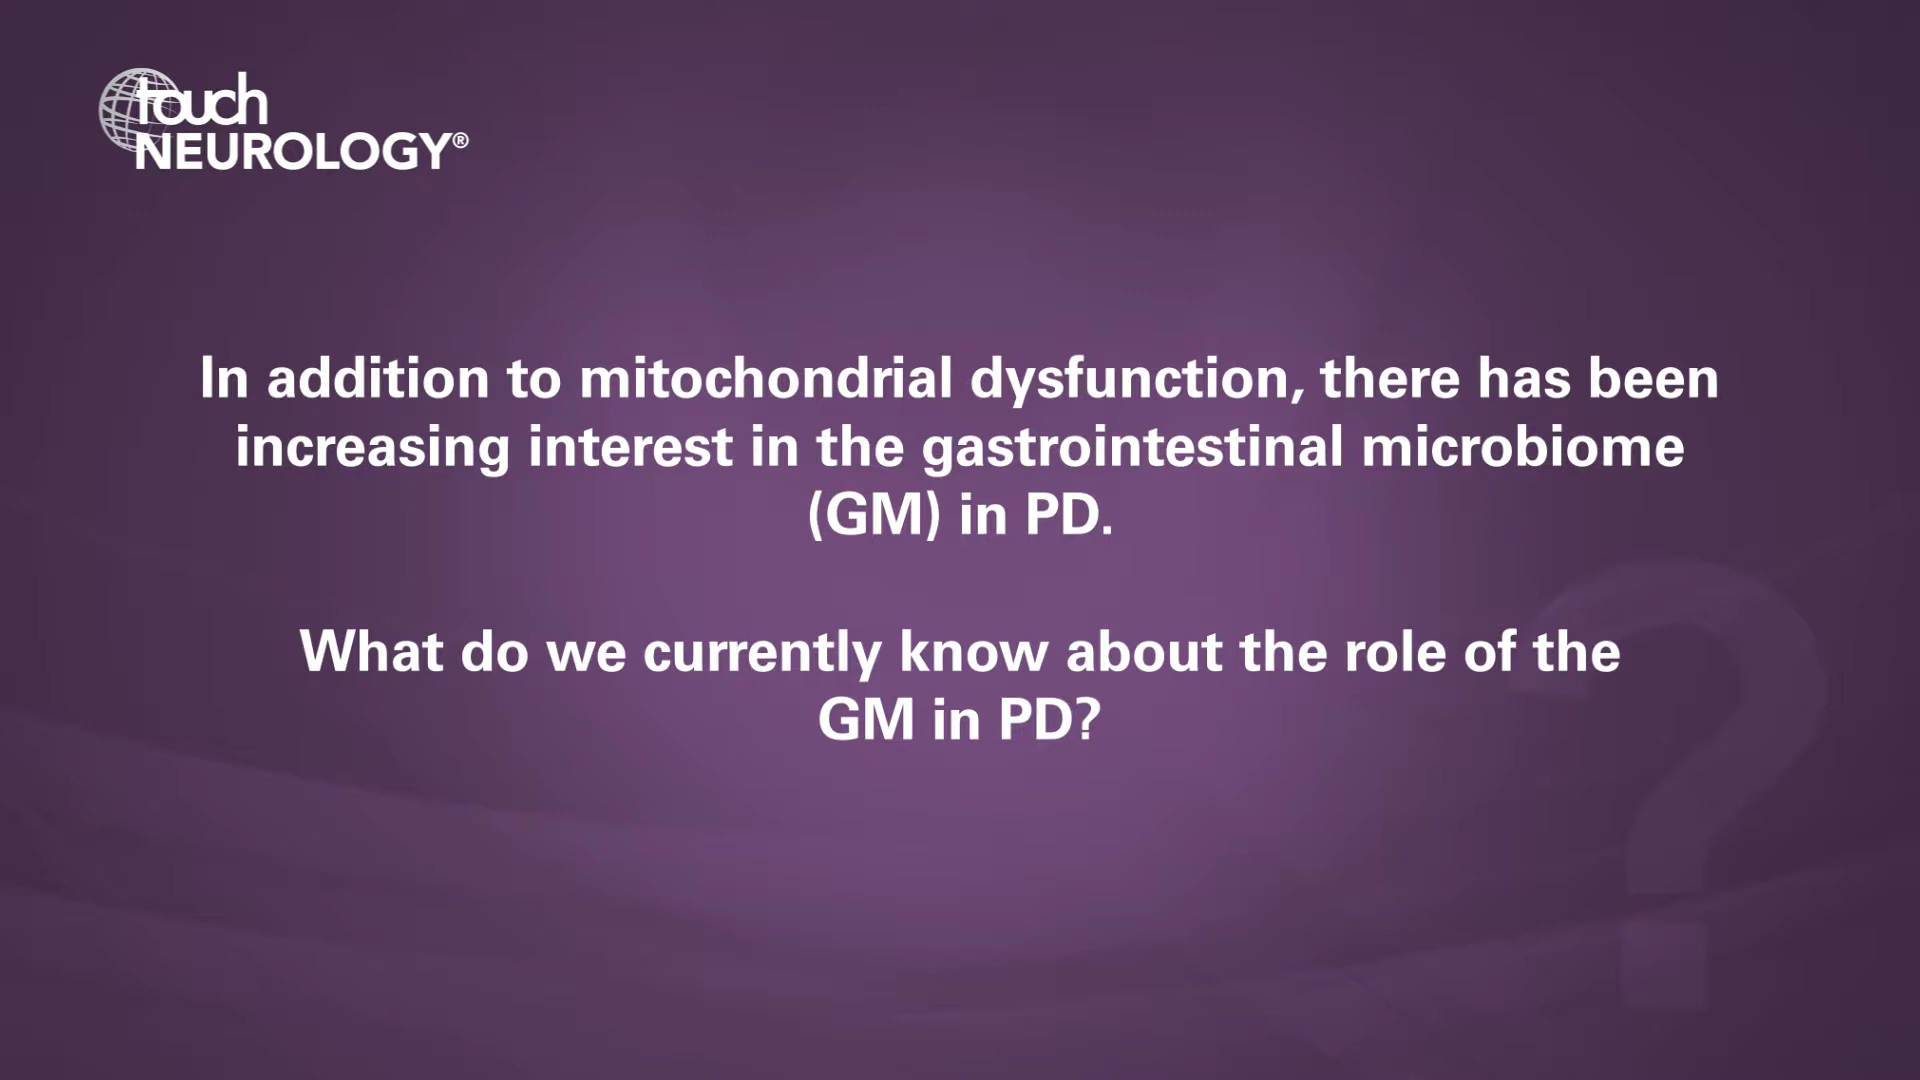 touch
NEUROLOGY®
In addition to mitochondrial dysfunction, there has been
increasing interest in the gastrointestinal microbiome
(GM) in PD.
What do we currently know about the role of the
GM in PD?